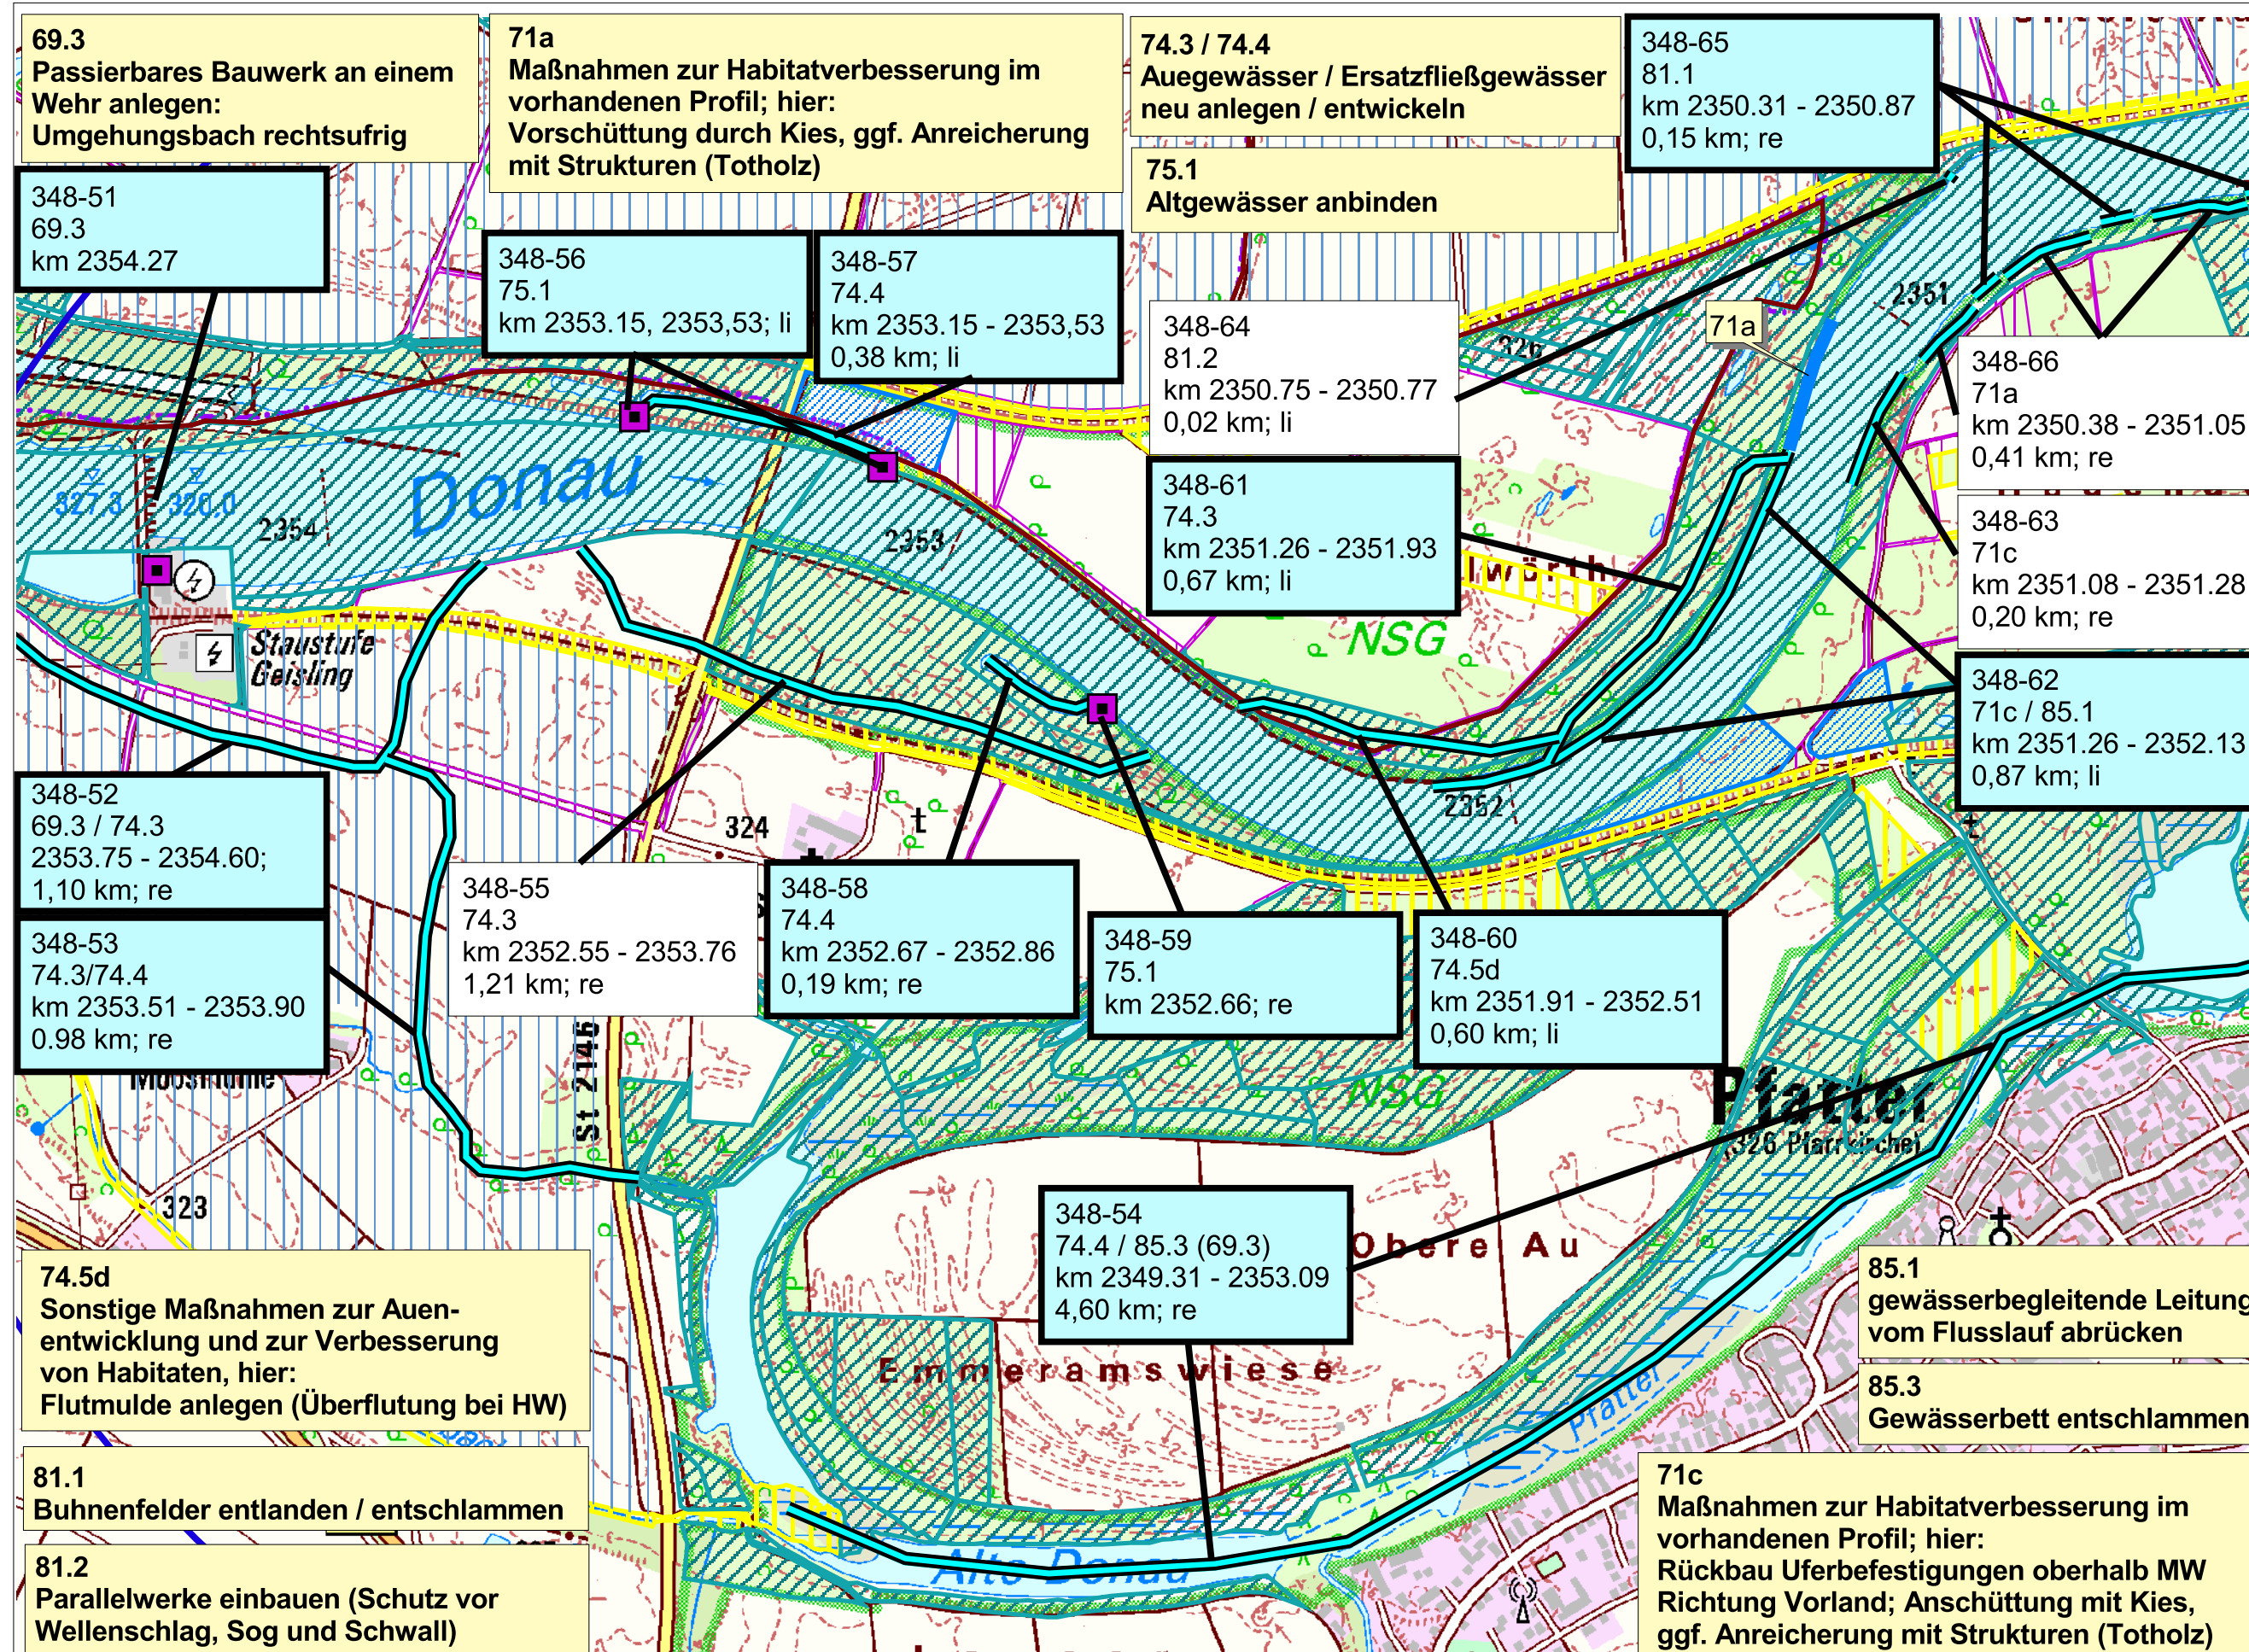 69.3
Passierbares Bauwerk an einem
Wehr anlegen:
Umgehungsbach rechtsufrig
71a
Maßnahmen zur Habitatverbesserung im
vorhandenen Profil; hier:
Vorschüttung durch Kies, ggf. Anreicherung
mit Strukturen (Totholz)
74.3 / 74.4
Auegewässer / Ersatzfließgewässer
neu anlegen / entwickeln
75.1
Altgewässer anbinden
348-65
81.1
km 2350.31 - 2350.87
0,15 km; re
348-51
69.3
km 2354.27
348-56
75.1
km 2353.15, 2353,53; li
348-57
74.4
km 2353.15 - 2353,53
0,38 km; li
348-64
81.2
km 2350.75 - 2350.77
0,02 km; li
348-61
74.3
km 2351.26 - 2351.93
0,67 km; li
71a
326
2351
348-66
71a
km 2350.38 - 2351.05
0,41 km; re
348-63
71c
km 2351.08 - 2351.28
0,20 km; re
348-62
71c / 85.1
km 2351.26 - 2352.13
0,87 km; li
327,3
320,0
2354
Donau
2353
lwörth
NSG
2352
Staustufe
Geisling
324
348-52
69.3 / 74.3
2353.75 - 2354.60;
1,10 km; re
348-53
74.3/74.4
km 2353.51 - 2353.90
0.98 km; re
348-55
74.3
km 2352.55 - 2353.76
1,21 km; re
348-58
74.4
km 2352.67 - 2352.86
0,19 km; re
348-59
75.1
km 2352.66; re
348-60
74.5d
km 2351.91 - 2352.51
0,60 km; li
St 2146
NSG
Pfatter
(326 Pfarrkirche)
323
348-54
74.4 / 85.3 (69.3)
km 2349.31 - 2353.09
4,60 km; re
Obere Au
Emmeramswiese
Pfatter
Alte Donau
74.5d
Sonstige Maßnahmen zur Auen-
entwicklung und zur Verbesserung
von Habitaten, hier:
Flutmulde anlegen (Überflutung bei HW)
81.1
Buhnenfelder entlanden / entschlammen
81.2
Parallelwerke einbauen (Schutz vor
Wellenschlag, Sog und Schwall)
85.1
gewässerbegleitende Leitung
vom Flusslauf abrücken
85.3
Gewässerbett entschlammen
71c
Maßnahmen zur Habitatverbesserung im
vorhandenen Profil; hier:
Rückbau Uferbefestigungen oberhalb MW
Richtung Vorland; Anschüttung mit Kies,
ggf. Anreicherung mit Strukturen (Totholz)